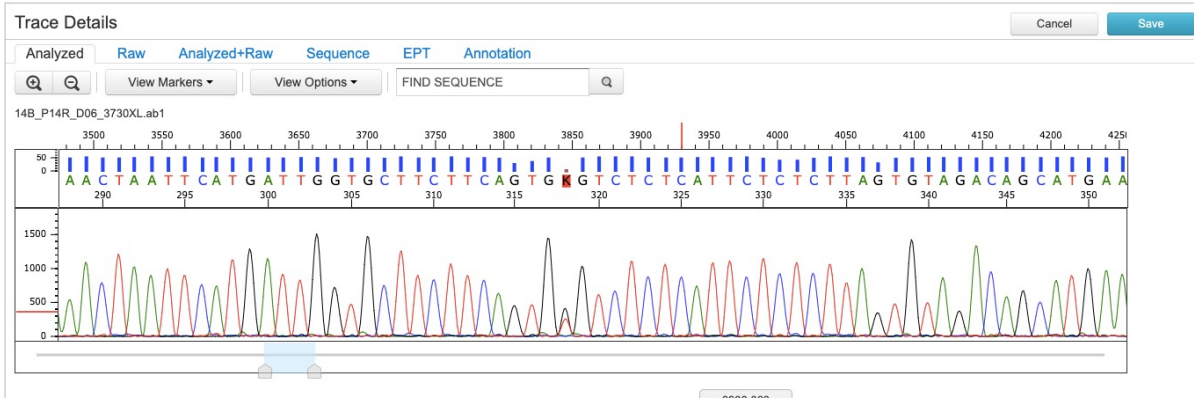 Trace Details
Cancel Save
Analyzed Raw Analyzed+Raw Sequence EPT Annotation
View Markers View Options FIND SEQUENCE
14B_P14R_D06_3730XL.ab1
3500 3550 3600 3650 3700 3750 3800 3850 3900 3950 4000 4050 4100 4150 4200
50
0
A A C T A A T T C A T G A T T G G T G C T T C T T C A G T G K G T C T C T C A T T C T C T C T T A G T G T A G A C A G C A T G A A
290 295 300 305 310 315 320 325 330 335 340 345 350
1500
1000
500
0